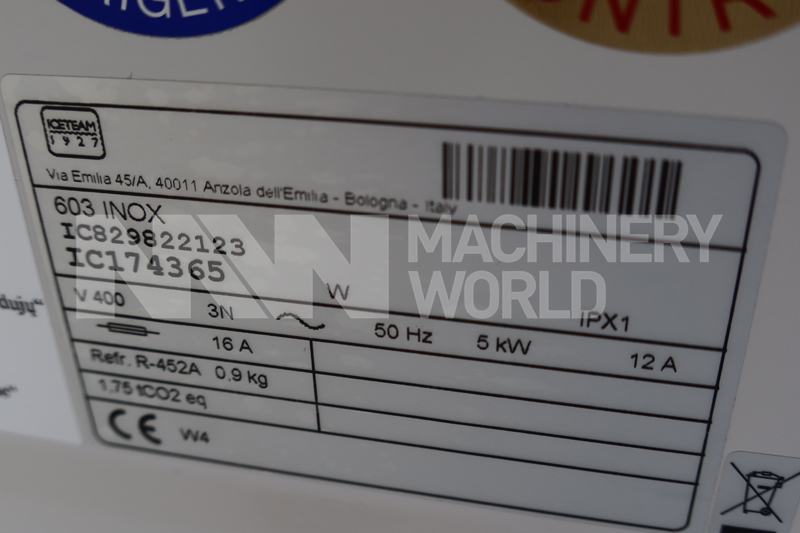 ICETEAM
1927
Via Emilia 45/A, 40011 Anzola dell'Emilia - Bologna - Italy
603 INOX
IC829822123
IC174365
W
IPX1
V 400 3N 50 Hz 5 kW 12 A
16 A
Refr. R-452A 0,9 kg
1,75 tCO2 eq
CE W4
MW MACHINERY
WORLD